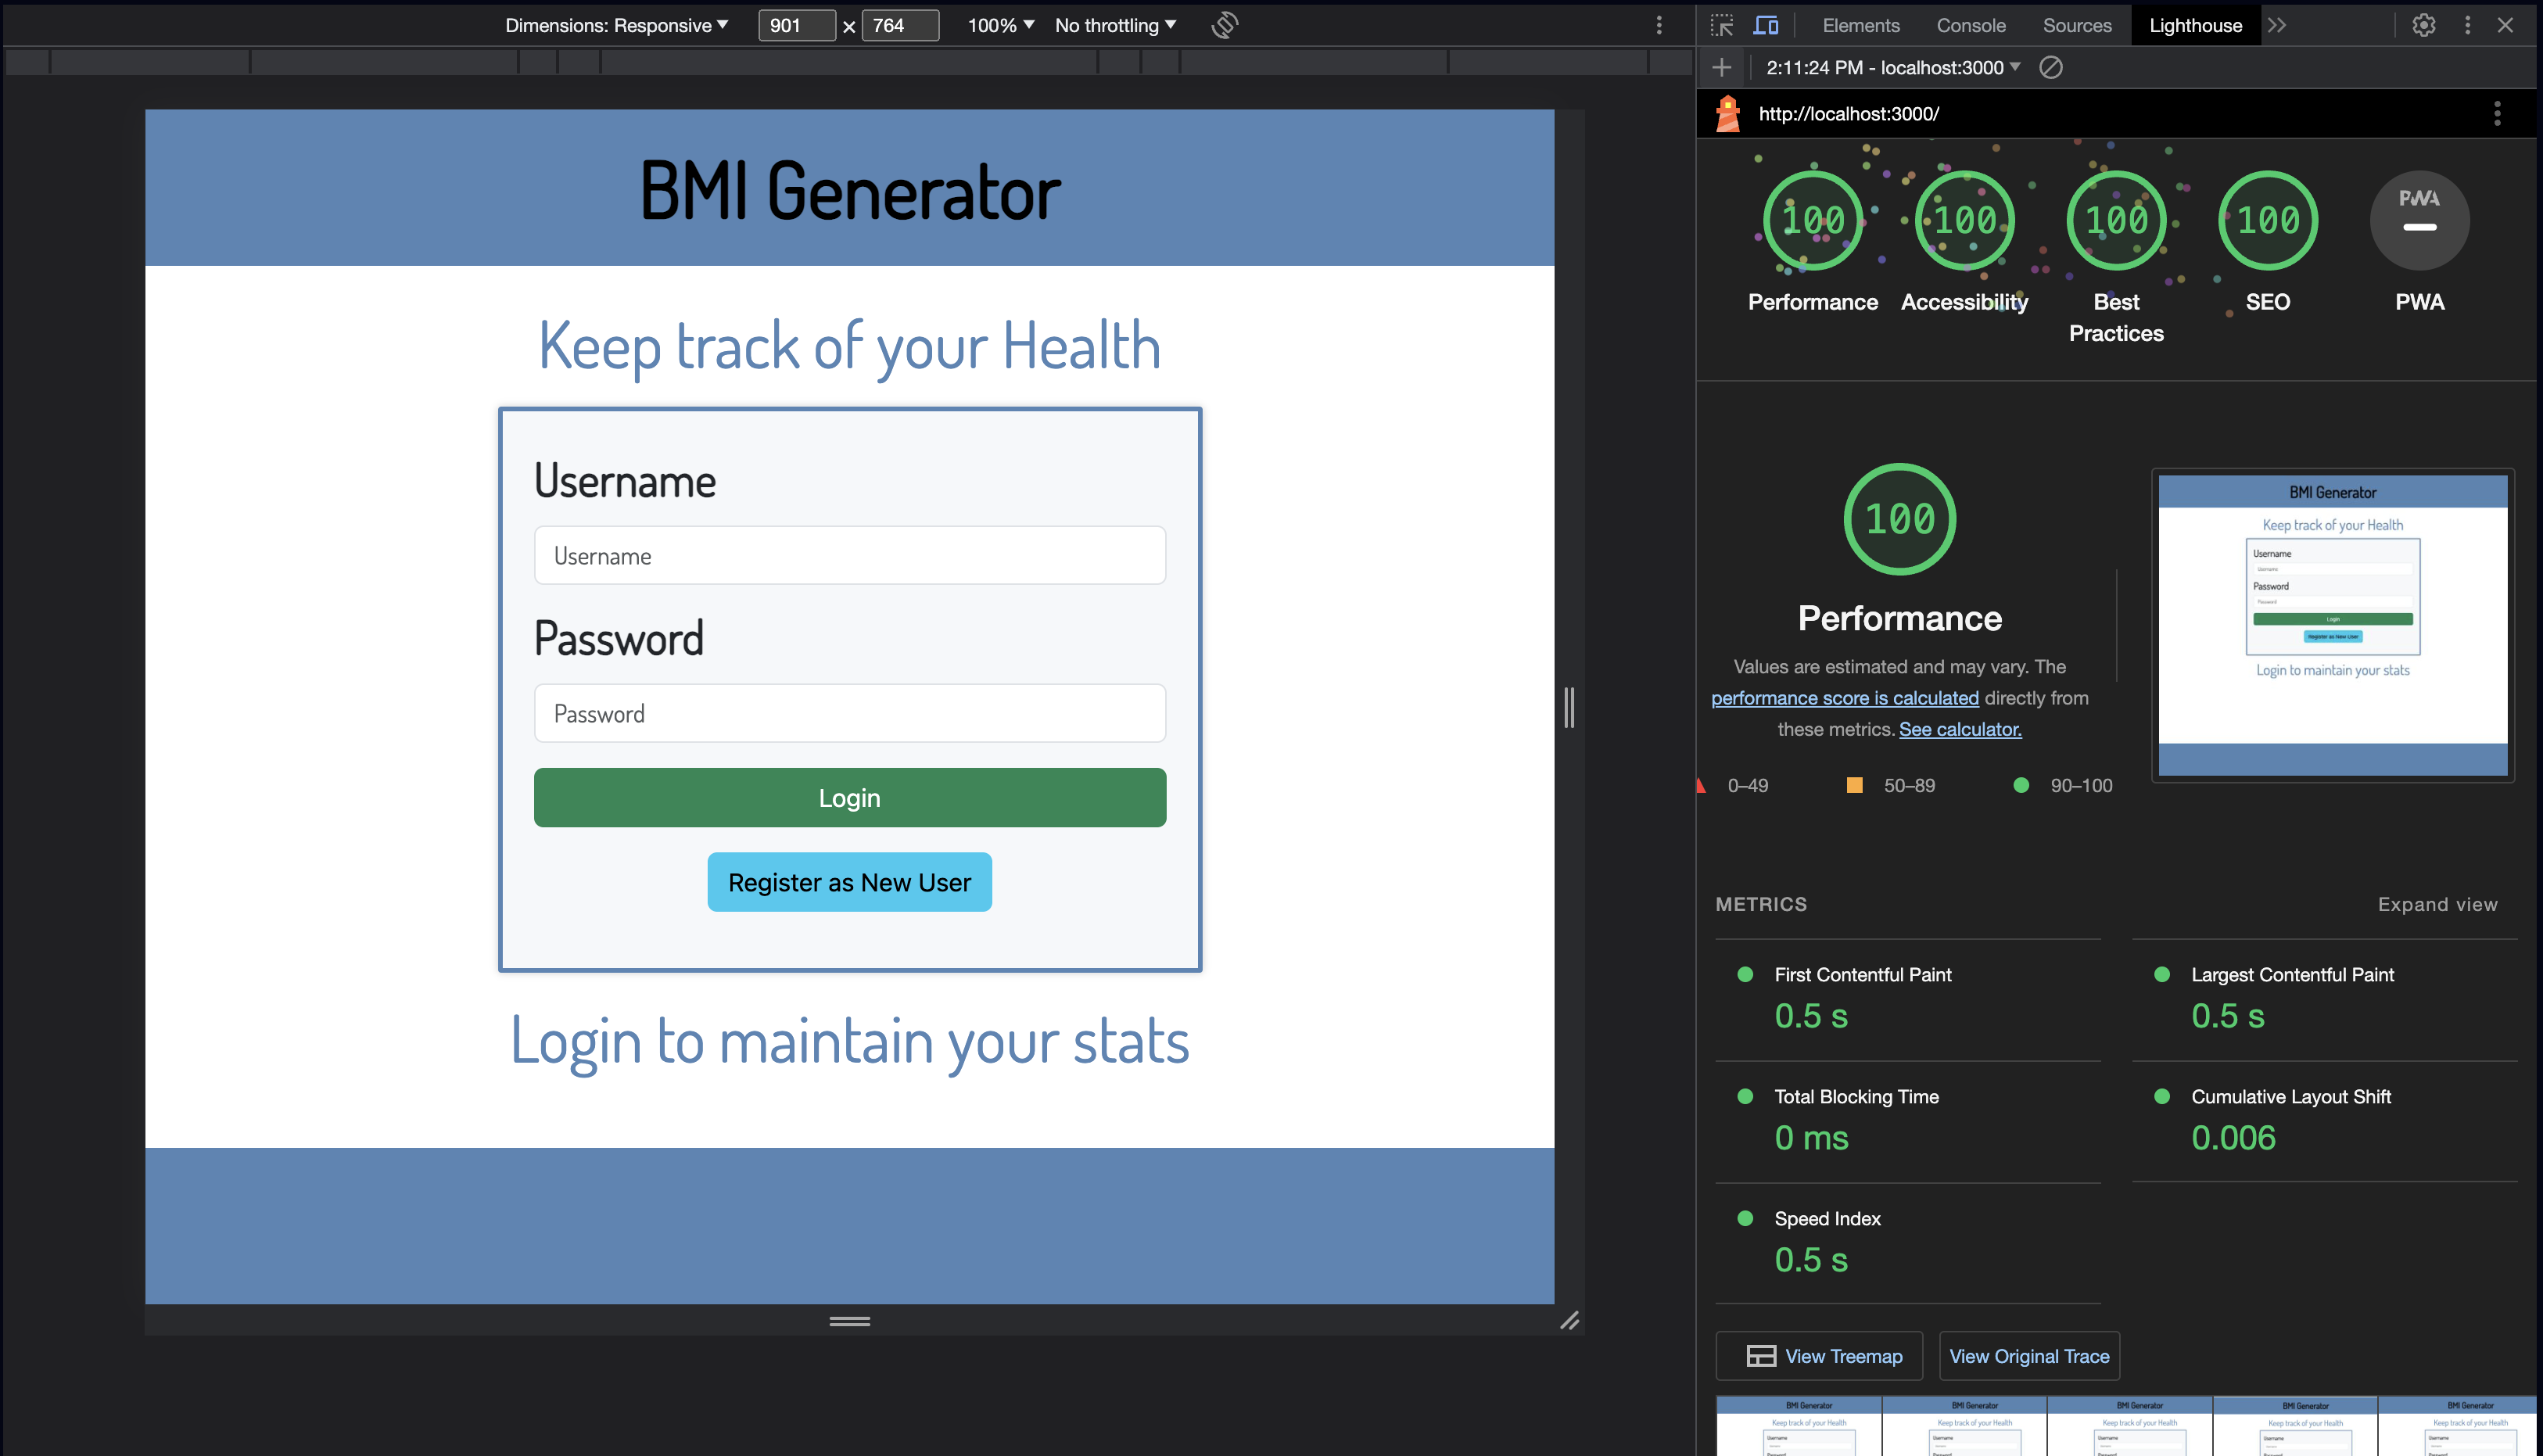 Dimensions: Responsive ▼ 901 × 764 100% ▼ No throttling ▼
Elements Console Sources Lighthouse
2:11:24 PM - localhost:3000 ▼
http://localhost:3000/
BMI Generator
Keep track of your Health
Username
Username
Password
Password
Login
Register as New User
Login to maintain your stats
100 100 100 100 PWA
Performance Accessibility Best SEO PWA
Practices
100
Performance
Values are estimated and may vary. The
performance score is calculated directly from
these metrics. See calculator.
0–49 50–89 90–100
BMI Generator
Keep track of your Health
Username
Username
Password
Password
Login
Register as New User
Login to maintain your stats
METRICS Expand view
First Contentful Paint Largest Contentful Paint
0.5 s 0.5 s
Total Blocking Time Cumulative Layout Shift
0 ms 0.006
Speed Index
0.5 s
View Treemap View Original Trace
BMI Generator BMI Generator BMI Generator BMI Generator BMI Generator
Keep track of your Health Keep track of your Health Keep track of your Health Keep track of your Health Keep track of your Health
Username Username Username Username Username